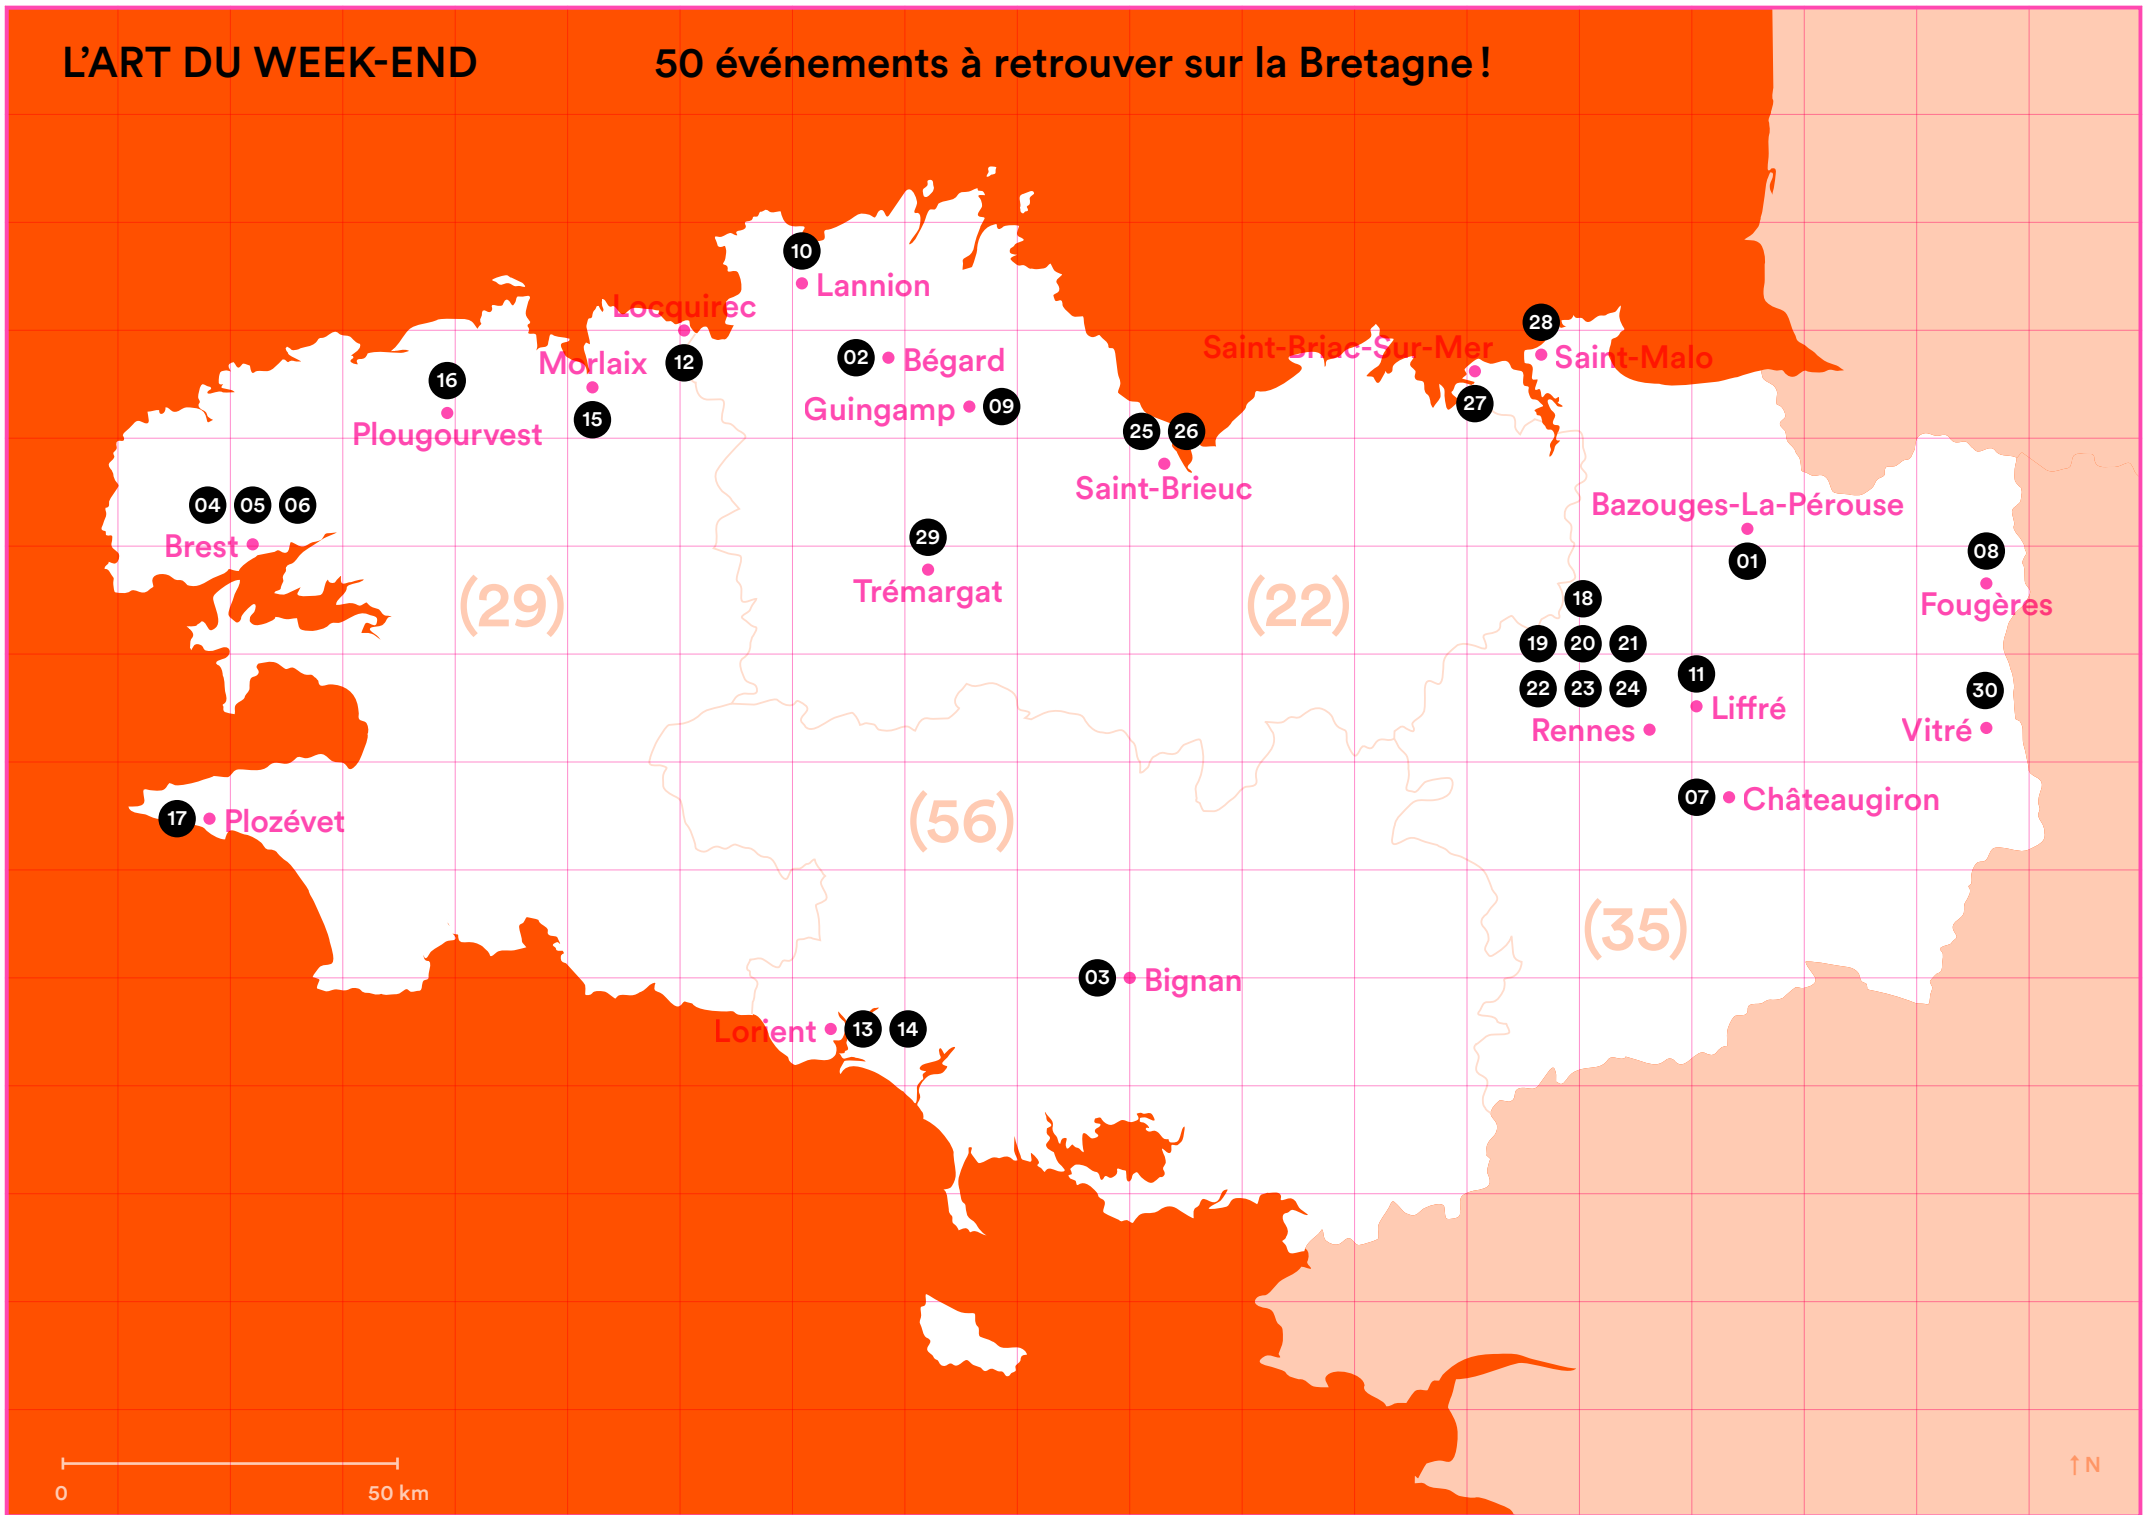 L’ART DU WEEK-END
50 événements à retrouver sur la Bretagne !
10
Lannion
Locquirec
12
28
Saint-Malo
Saint-Briac-Sur-Mer
27
02
Bégard
Morlaix
15
16
Plougourvest
Guingamp
09
25
26
Saint-Brieuc
04
05
06
Brest
Bazouges-La-Pérouse
01
29
Trémargat
08
Fougères
(29)
(22)
18
19
20
21
22
23
24
Rennes
11
Liffré
30
Vitré
07
Châteaugiron
17
Plozévet
(56)
(35)
03
Bignan
Lorient
13
14
0
50 km
↑ N